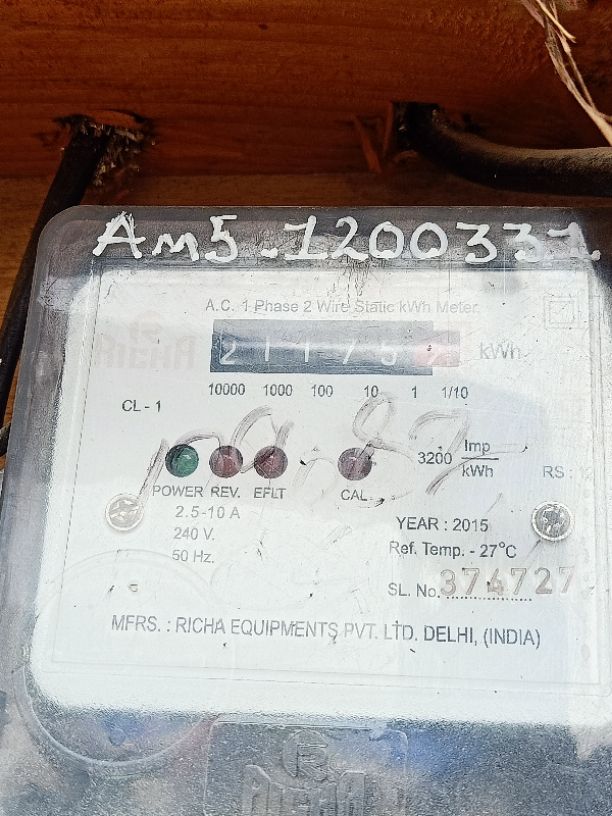 Am5-1200331
A.C. 1 Phase 2 Wire Static kWh Meter
21175 kWh
10000 1000 100 10 1 1/10
CL-1
3200 Imp/kWh
RS :
POWER REV. EFLT CAL.
2.5-10 A
240 V.
50 Hz.
YEAR : 2015
Ref. Temp. - 27°C
SL. No. 374727
MFRS. : RICHA EQUIPMENTS PVT. LTD. DELHI, (INDIA)